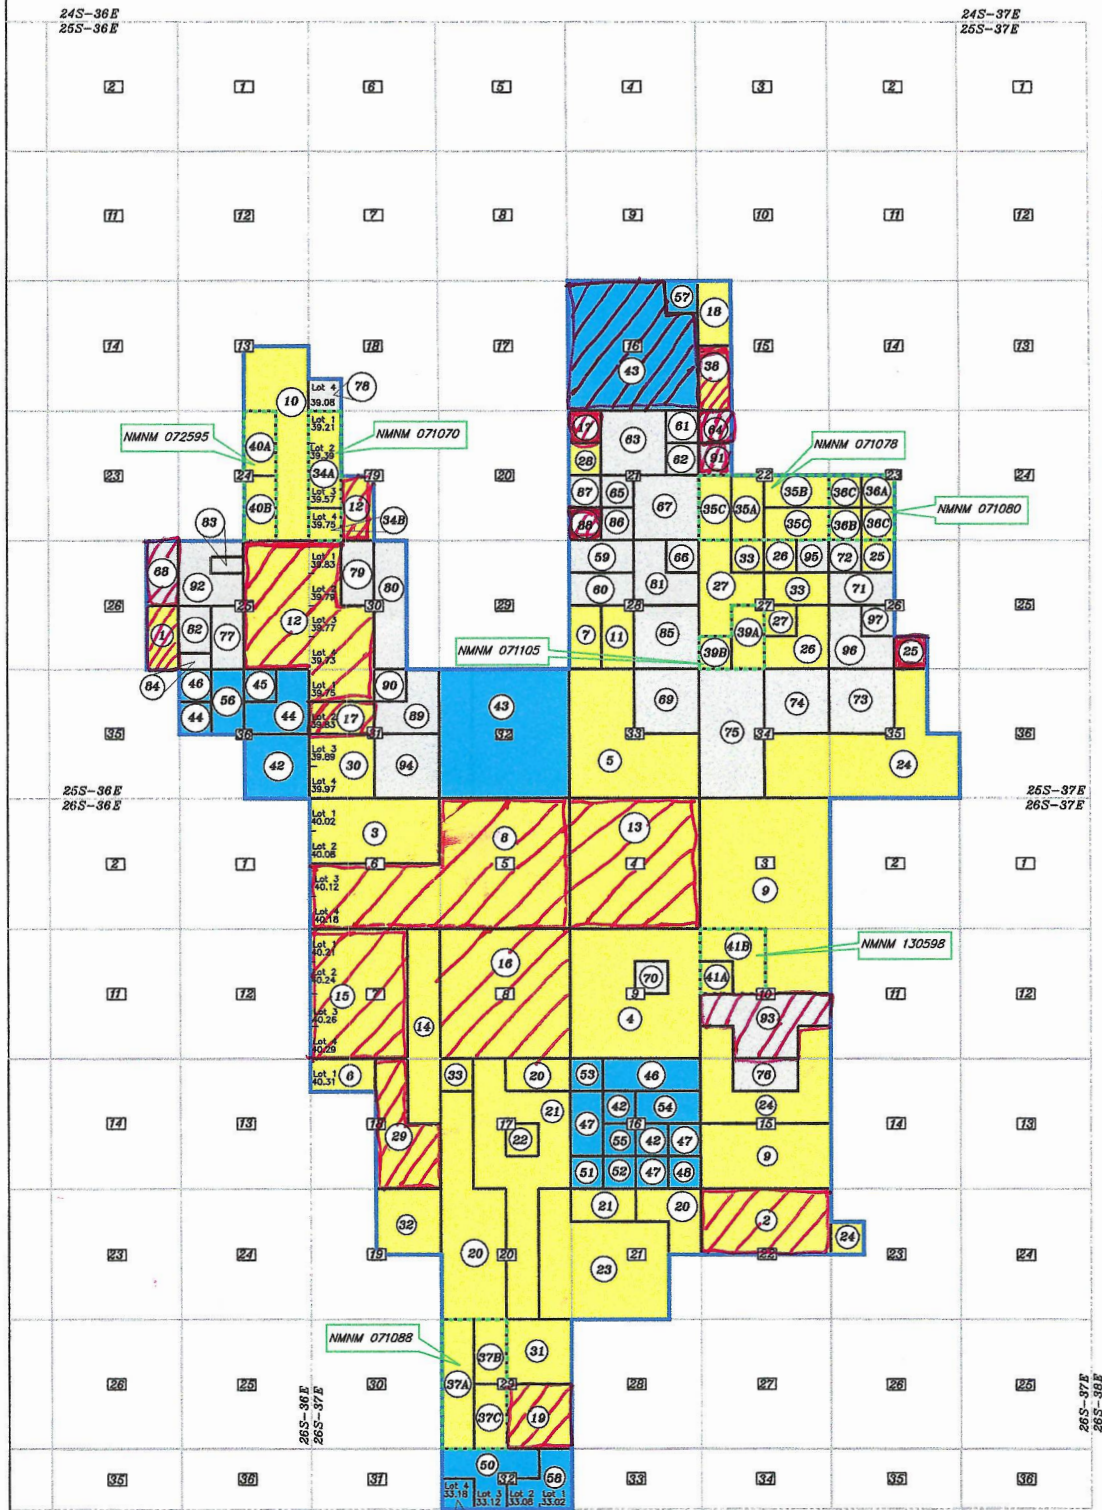 24S-36E
25S-36E
24S-37E
25S-37E
2 1 6 5 4 3 2 1
11 12 7 8 9 10 11 12
57
18
14 13 18 17 16 15 14 13
43
38
Lot 4
39.08
78
10
Lot 1
39.21
17 63 61 64
NMNM 072595
NMNM 071070
NMNM 071078
40A
Lot 2
39.39
28 62 91
23 24 34A 19 20 21 22 23 24
Lot 3
39.57
12
87 65 67 35C 35A 35B 36C 36A
40B
Lot 4
39.75
34B
88 86 35C 36B 36C
NMNM 071080
83
68
92
Lot 1
39.83
79
80
59 66 33 26 95 72 25
Lot 2
39.79
60 81 27 33 71
26 25 12 30 29 28 27 26 25
1
82 77
Lot 3
39.77
7 11 85 39A 27 97
Lot 4
39.73
NMNM 071105
39B 26 96 25
84
46 56 45
Lot 1
39.75
90
43
69 74 73
44 44
Lot 2
39.83
17
89
75
35 36 31 32 33 34 35 36
42
Lot 3
39.89
30
94
5
24
Lot 4
39.97
25S-36E
26S-36E
25S-37E
26S-37E
Lot 1
40.02
3
8
13
Lot 2
40.08
2 1 6 5 4 3 2 1
9
Lot 3
40.12
Lot 4
40.18
Lot 1
40.21
41B
NMNM 130598
16
70
41A
Lot 2
40.24
11 12 15 7 8 9 10 11 12
Lot 3
40.26
14
4
93
Lot 4
40.29
Lot 1
40.31
6
33 20 53 46 76
21 42 54 24
14 13 18 17 47 16 15 14 13
29
22
55 42 47
9
51 52 47 48
32
21 20
2
24
23 24 19 20 20 21 22 23 24
23
NMNM 071088
37B 31
26 25 30 37A 29 28 27 26 25
37C 19
26S-36E
26S-37E
26S-37E
26S-38E
50
58
35 36 31 32 33 34 35 36
Lot 4
33.18
Lot 3
33.12
Lot 2
33.08
Lot 1
33.02